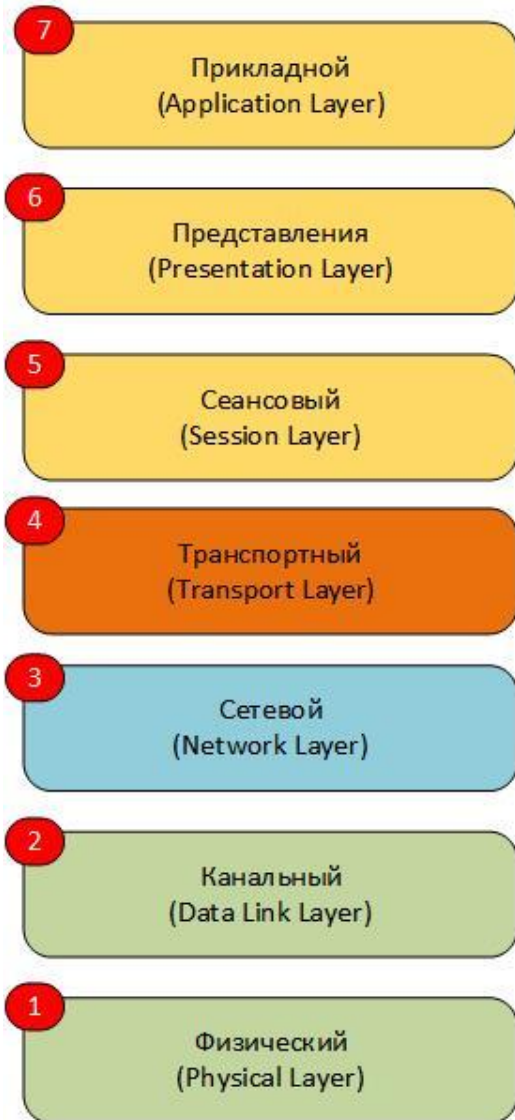 7
Прикладной
(Application Layer)
6
Представления
(Presentation Layer)
5
Сеансовый
(Session Layer)
4
Транспортный
(Transport Layer)
3
Сетевой
(Network Layer)
2
Канальный
(Data Link Layer)
1
Физический
(Physical Layer)